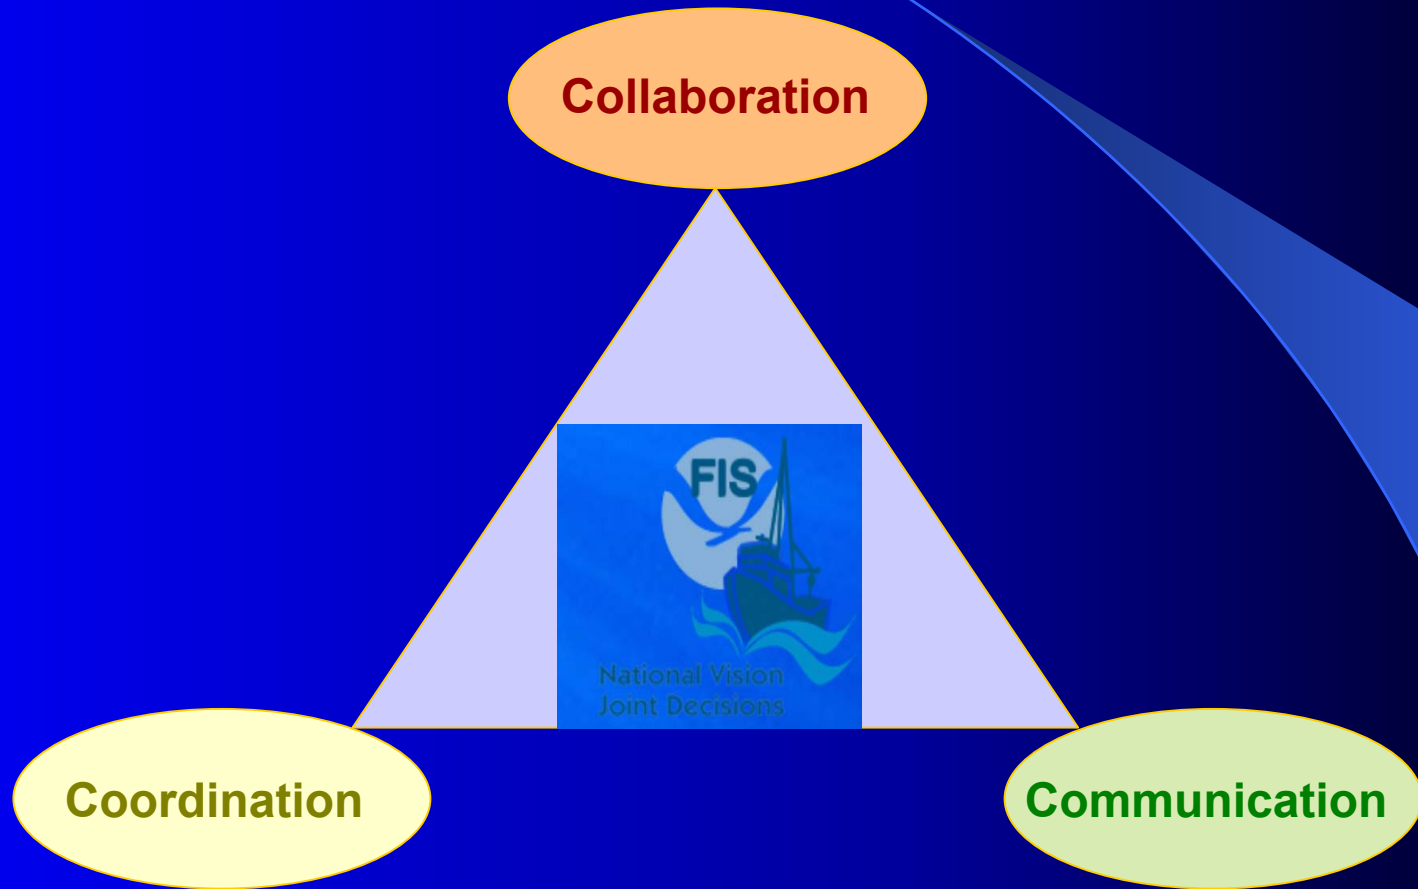 Collaboration
FIS
National Vision
Joint Decisions
Coordination
Communication